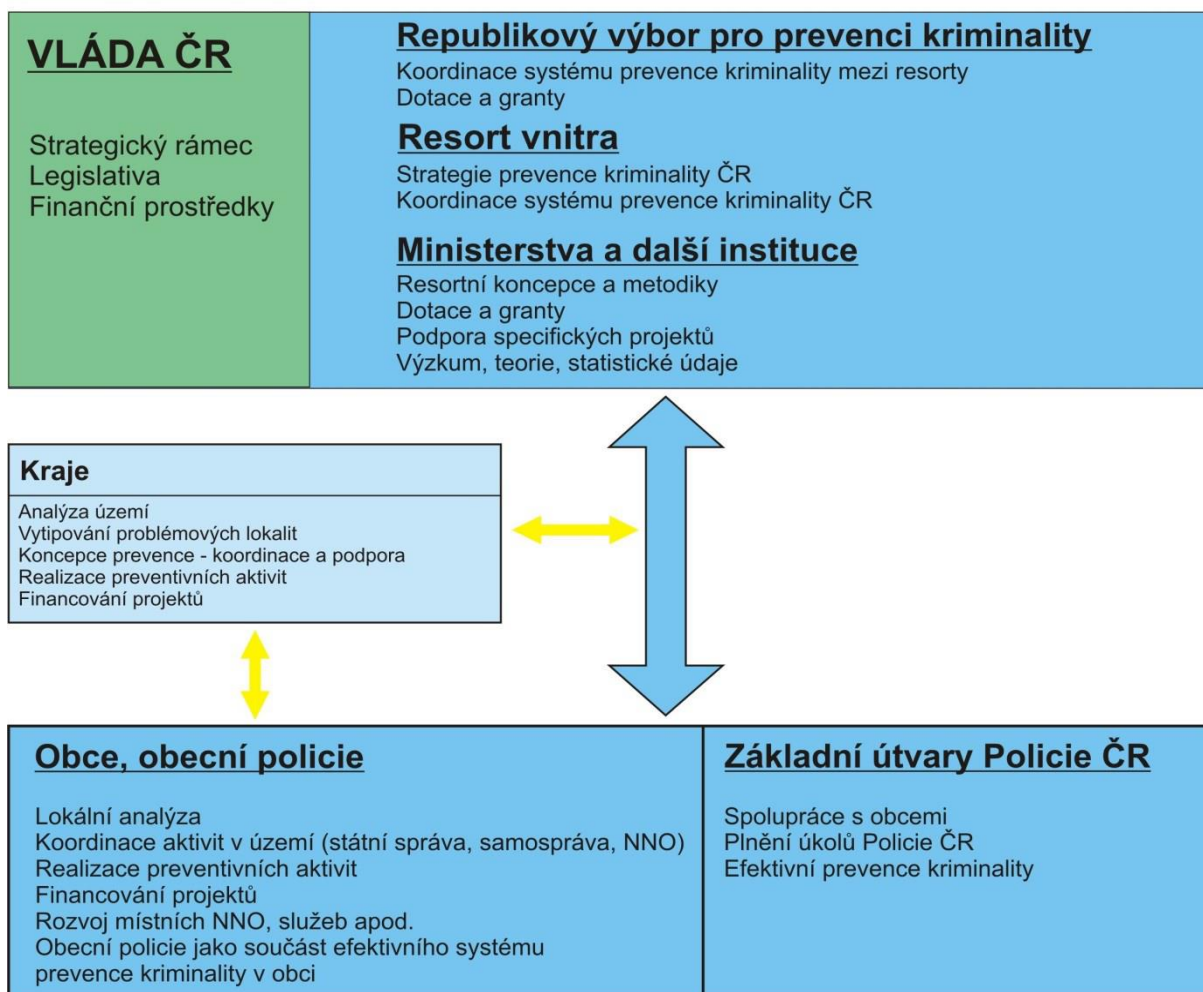 VLÁDA ČR
Strategický rámec
Legislativa
Finanční prostředky
Republikový výbor pro prevenci kriminality
Koordinace systému prevence kriminality mezi resorty
Dotace a granty
Resort vnitra
Strategie prevence kriminality ČR
Koordinace systému prevence kriminality ČR
Ministerstva a další instituce
Resortní koncepce a metodiky
Dotace a granty
Podpora specifických projektů
Výzkum, teorie, statistické údaje
Kraje
Analýza území
Vytipování problémových lokalit
Koncepce prevence - koordinace a podpora
Realizace preventivních aktivit
Financování projektů
Obce, obecní policie
Lokální analýza
Koordinace aktivit v území (státní správa, samospráva, NNO)
Realizace preventivních aktivit
Financování projektů
Rozvoj místních NNO, služeb apod.
Obecní policie jako součást efektivního systému
prevence kriminality v obci
Základní útvary Policie ČR
Spolupráce s obcemi
Plnění úkolů Policie ČR
Efektivní prevence kriminality